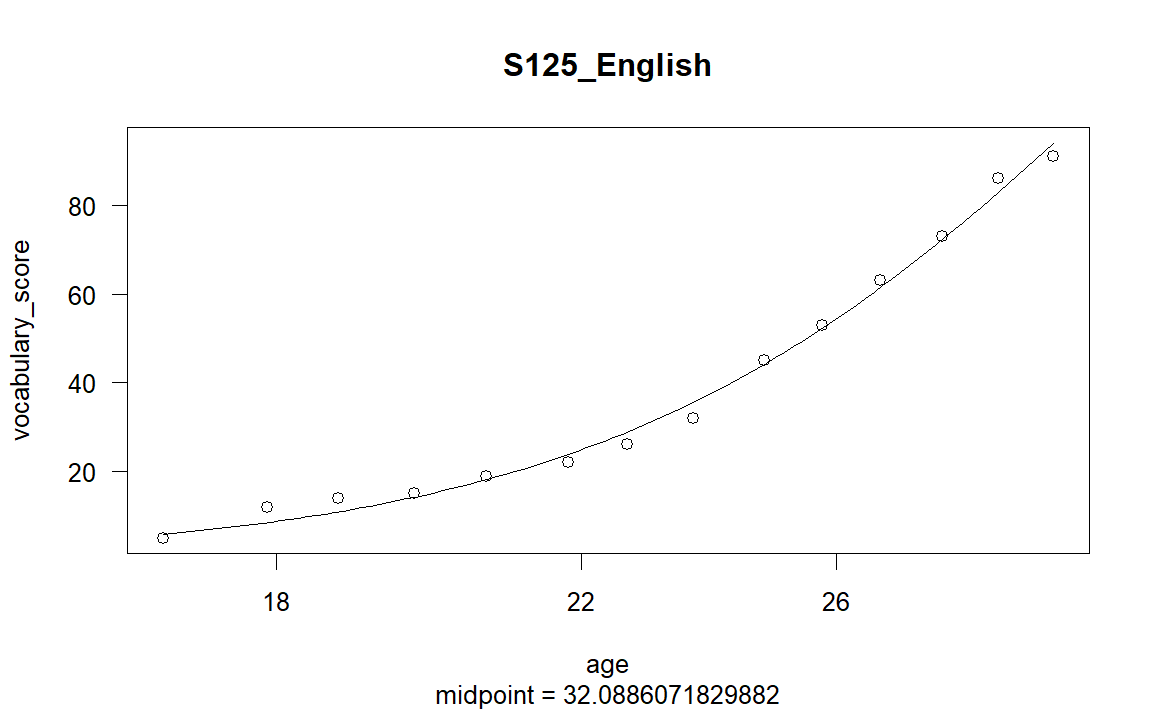 S125_English
vocabulary_score
80
60
40
20
18 22 26
age
midpoint = 32.0886071829882